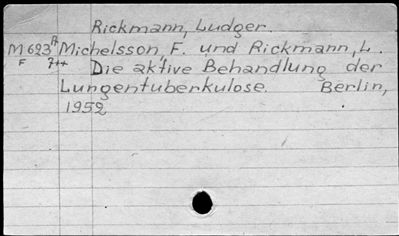 Rickmann, Ludger.
M 623 Michelsson, F. und Rickmann, L.
F
Die aktive Behandlung der
Lungentuberkulose. Berlin,
1952